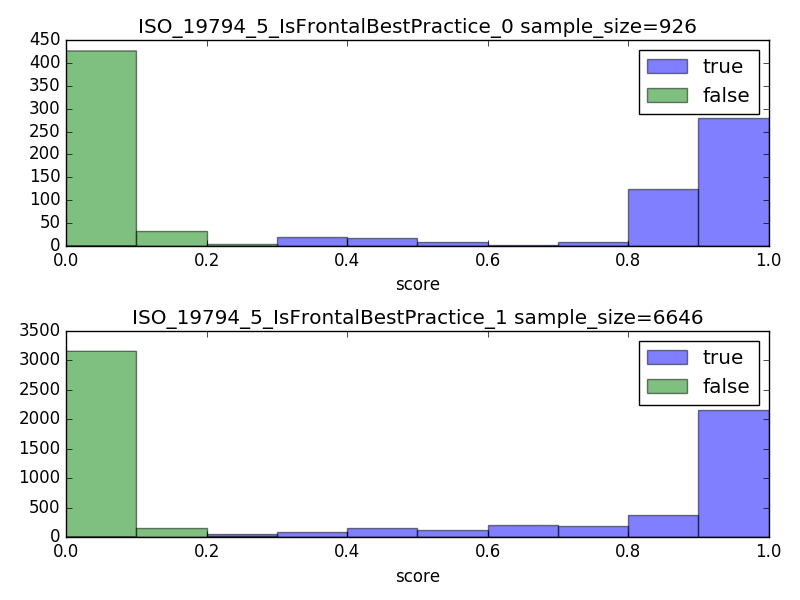 ISO_19794_5_IsFrontalBestPractice_0 sample_size=926
450
400
350
300
250
200
150
100
50
0
true
false
0.0 0.2 0.4 0.6 0.8 1.0
score
ISO_19794_5_IsFrontalBestPractice_1 sample_size=6646
3500
3000
2500
2000
1500
1000
500
0
true
false
0.0 0.2 0.4 0.6 0.8 1.0
score